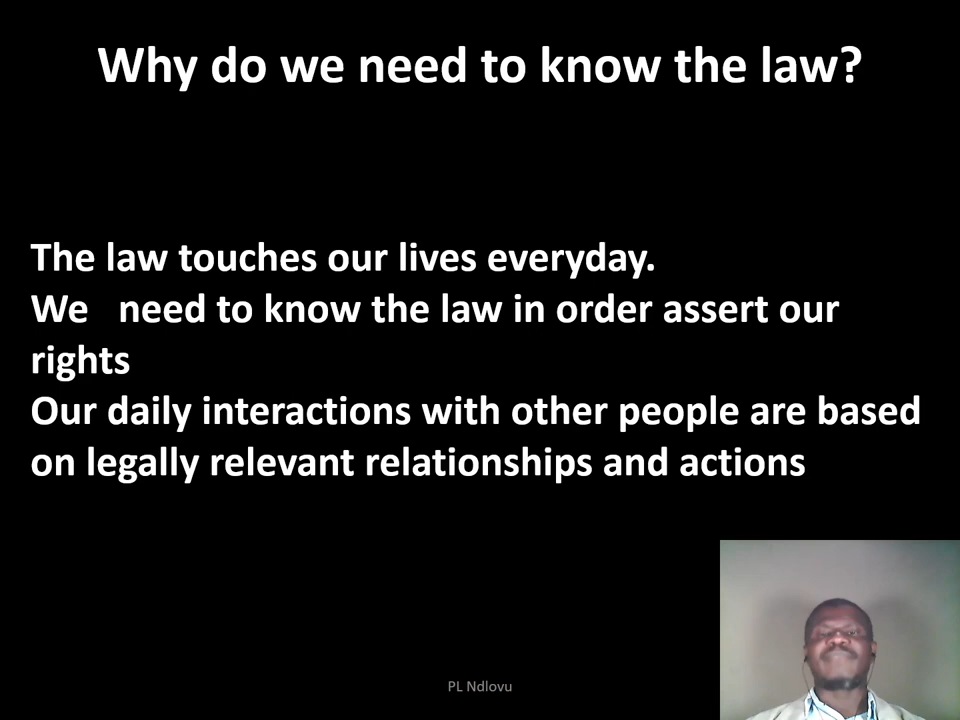 Why do we need to know the law?
The law touches our lives everyday.
We   need to know the law in order assert our
rights
Our daily interactions with other people are based
on legally relevant relationships and actions
PL Ndlovu